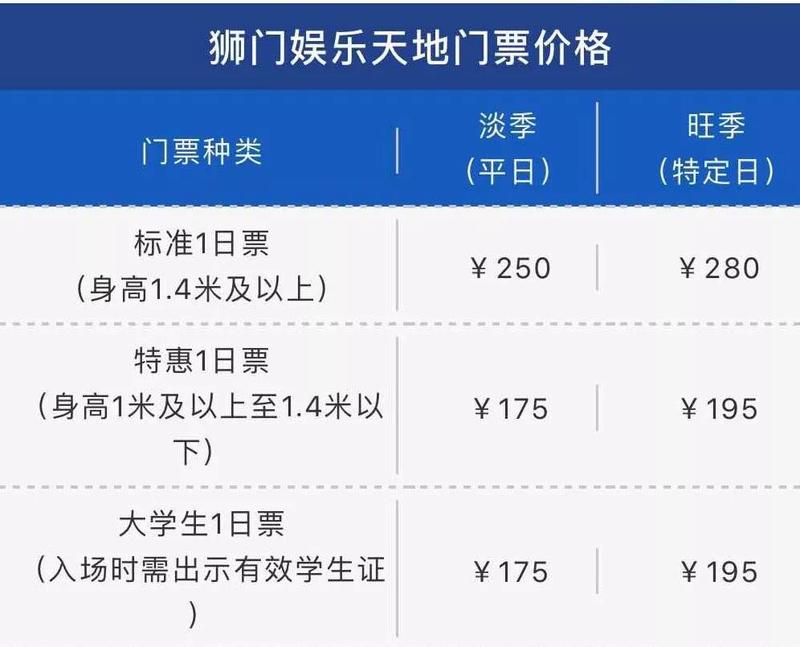 狮门娱乐天地门票价格
门票种类
淡季
(平日)
旺季
(特定日)
标准1日票
(身高1.4米及以上)
¥250
¥280
特惠1日票
(身高1米及以上至1.4米以
下)
¥175
¥195
大学生1日票
(入场时需出示有效学生证
)
¥175
¥195